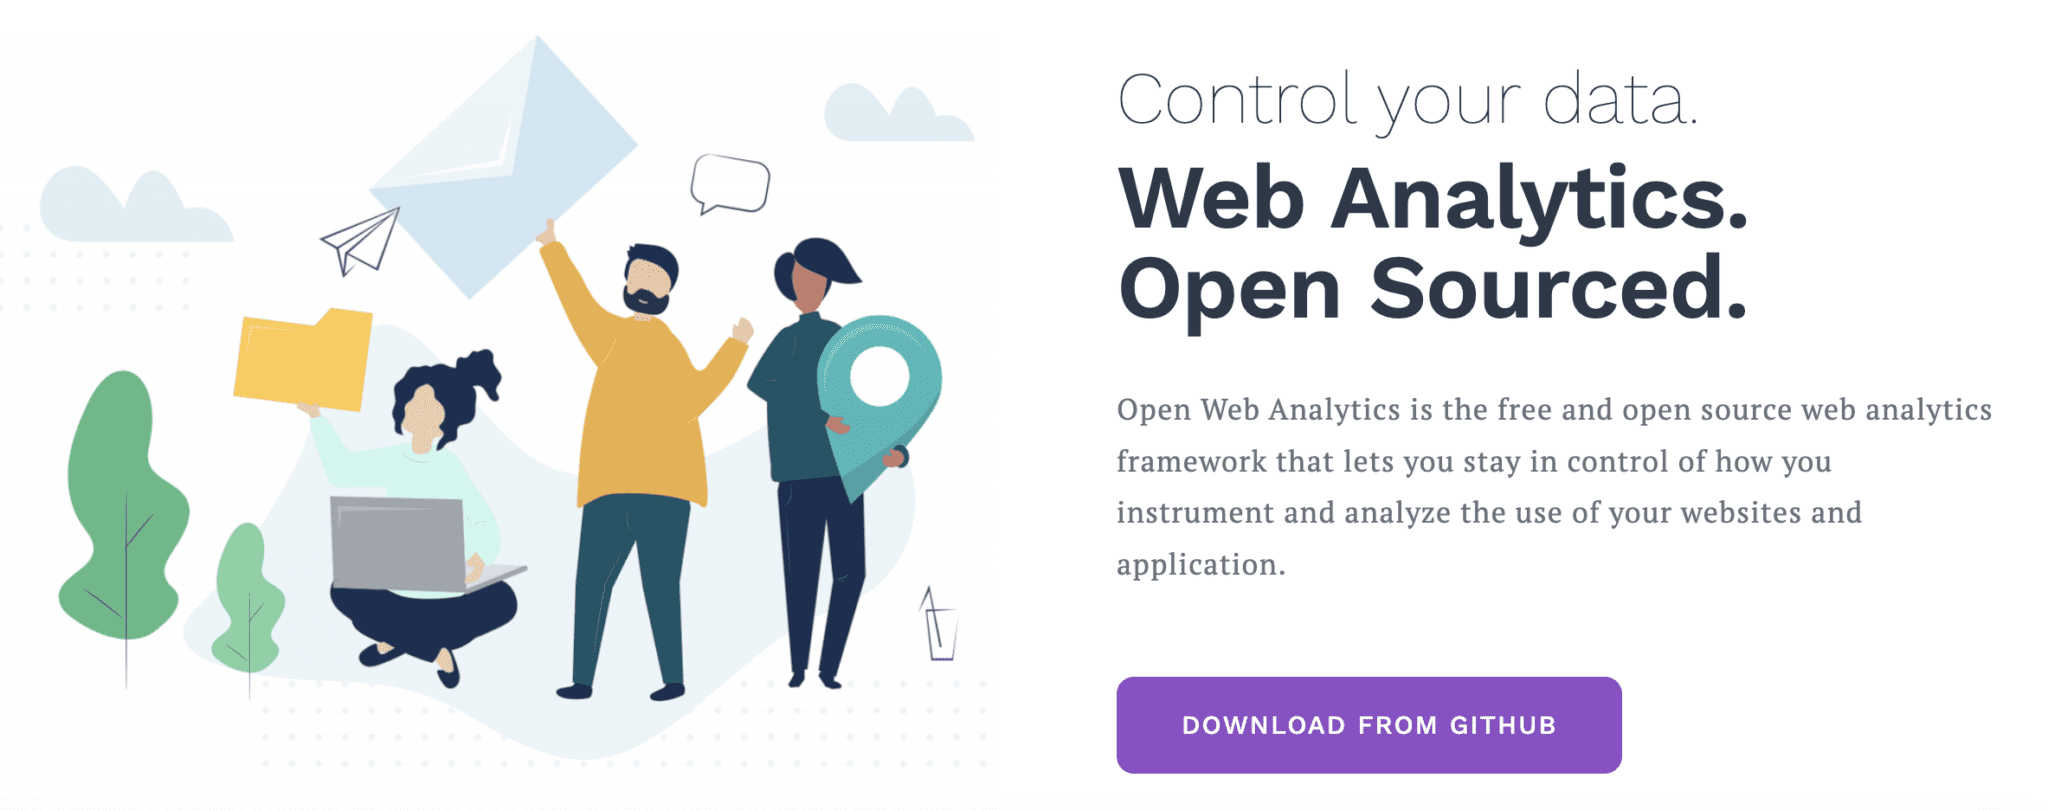 Control your data.
Web Analytics.
Open Sourced.
Open Web Analytics is the free and open source web analytics
framework that lets you stay in control of how you
instrument and analyze the use of your websites and
application.
DOWNLOAD FROM GITHUB